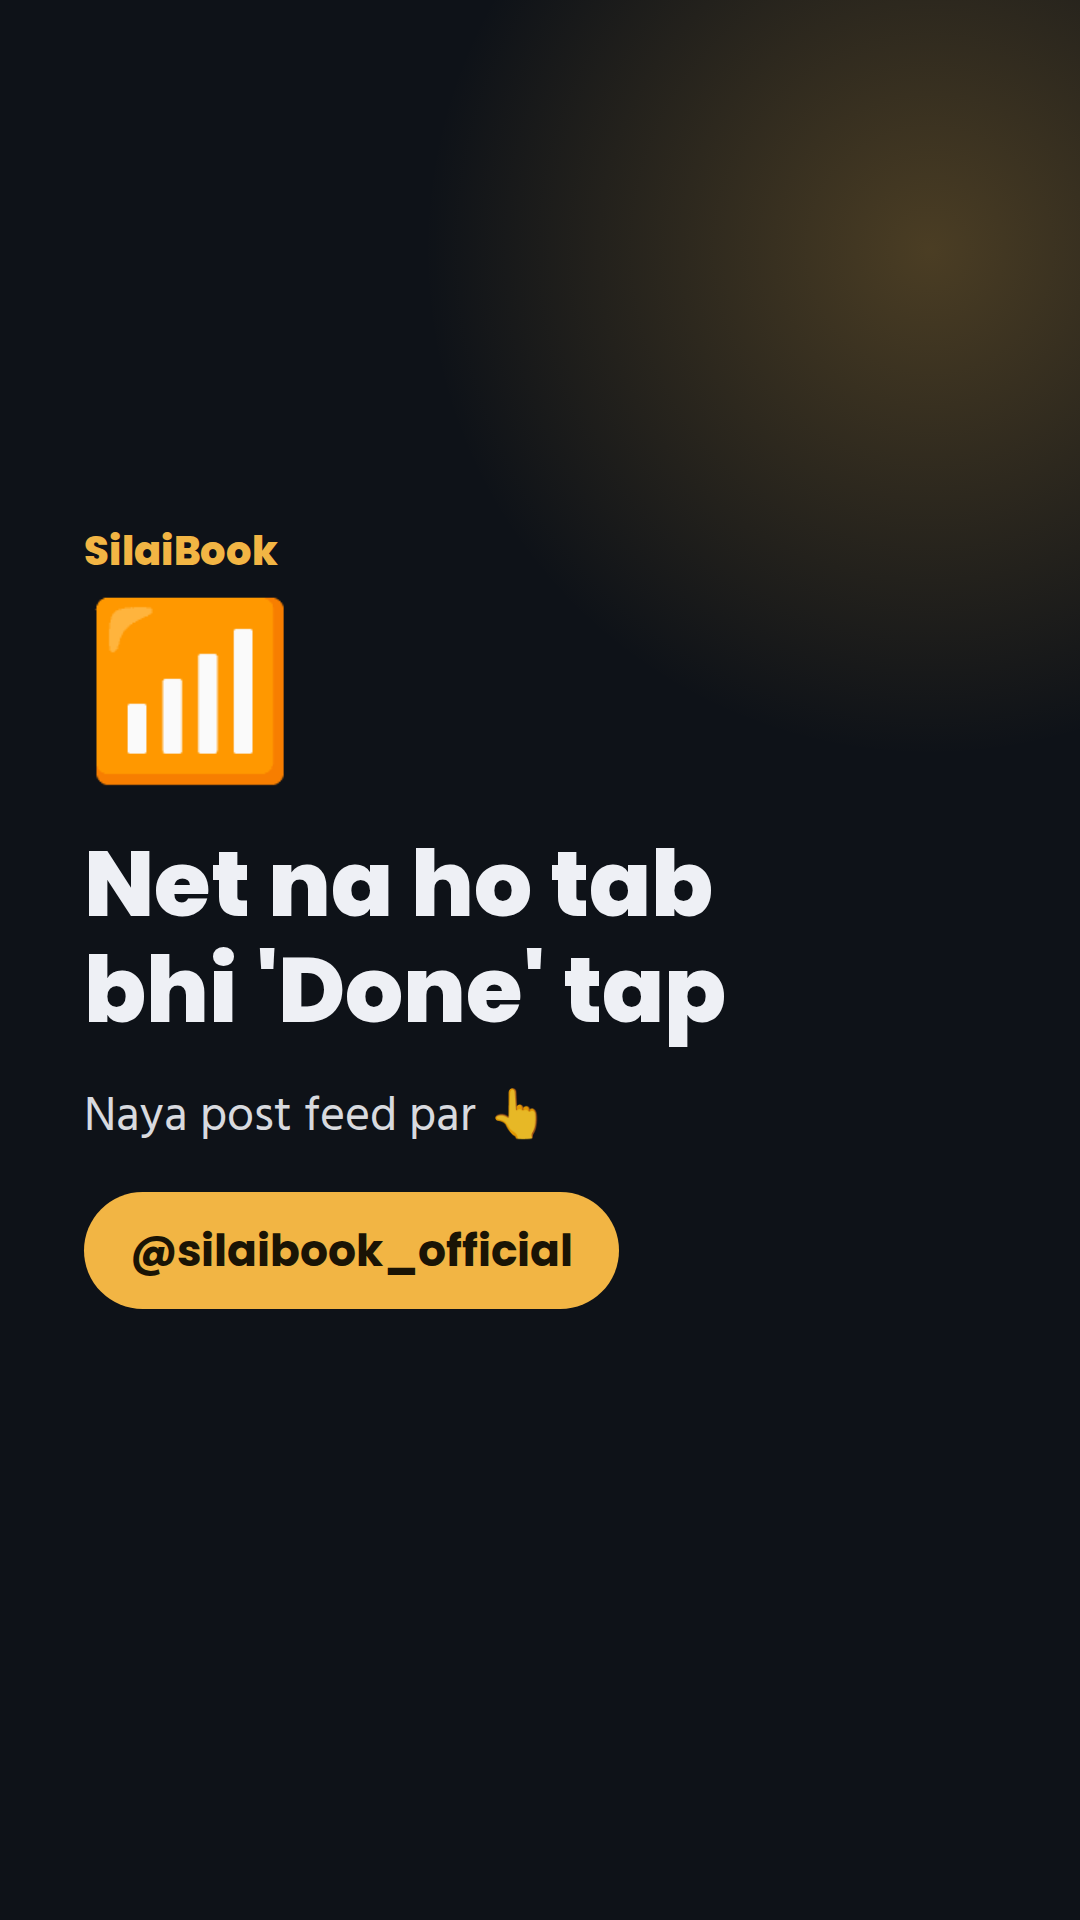 SilaiBook
Net na ho tab
bhi 'Done' tap
Naya post feed par 👆
@silaibook_official